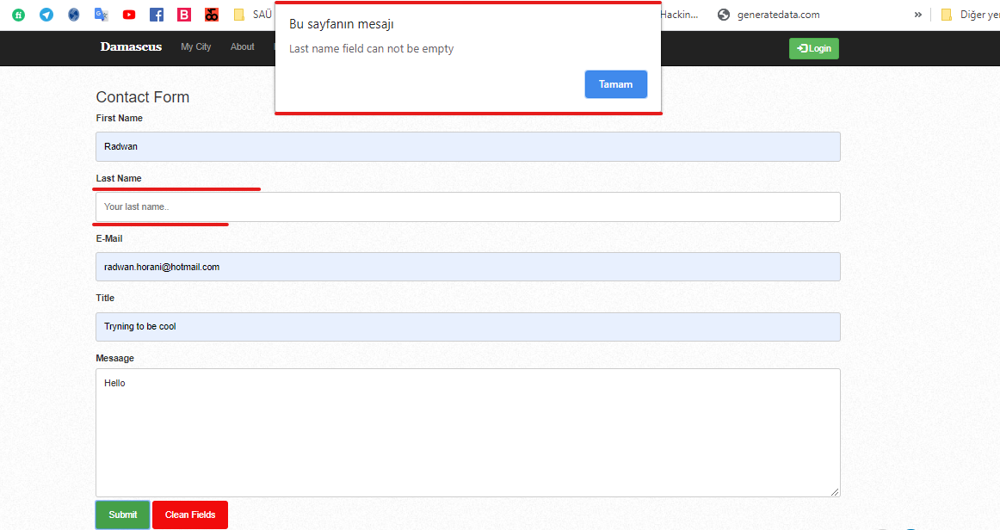 SAÜ
Hackin...
generatedata.com
»
Diğer yer
Bu sayfanın mesajı
Last name field can not be empty
Tamam
Damascus
My City
About
Login
Contact Form
First Name
Radwan
Last Name
Your last name..
E-Mail
radwan.horani@hotmail.com
Title
Tryning to be cool
Mesaage
Hello
Submit
Clean Fields